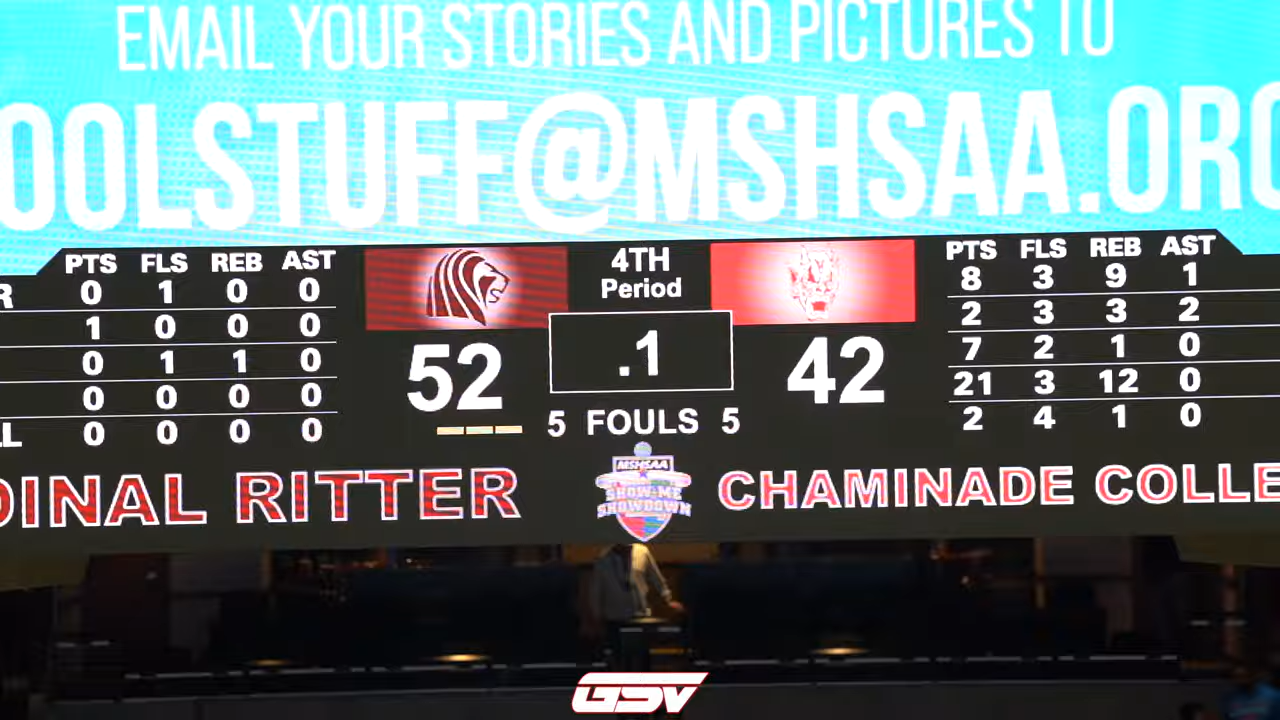 EMAIL YOUR STORIES AND PICTURES TO
OOLSTUFF@MSHSAA.ORG
PTS FLS REB AST
R 0 1 0 0
1 0 0 0
0 1 1 0
0 0 0 0
LL 0 0 0 0
4TH
Period
.1
52
42
5 FOULS 5
PTS FLS REB AST
8 3 9 1
2 3 3 2
7 2 1 0
21 3 12 0
2 4 1 0
DINAL RITTER
MSHSAA
SHOW-ME
SHOWDOWN
CHAMINADE COLLE
GSV